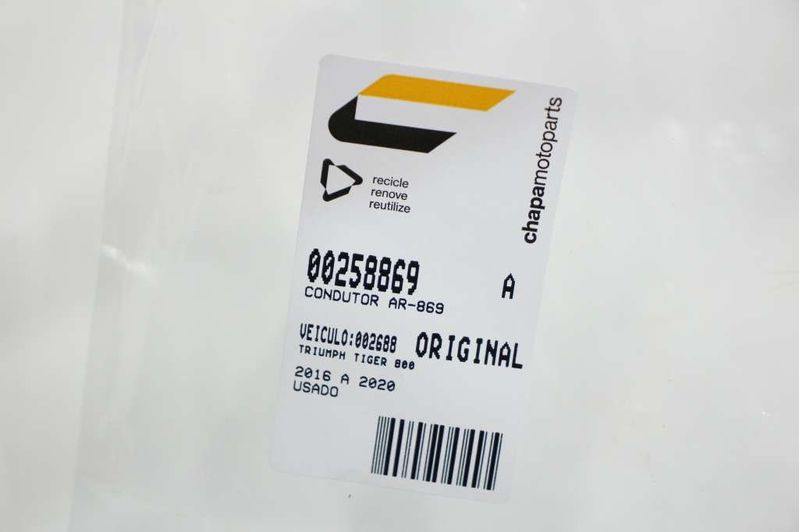 chapamotoparts
recicle
renove
reutilize
00258869 A
CONDUTOR AR-869
VEICULO:002688 ORIGINAL
TRIUMPH TIGER 800
2016 A 2020
USADO